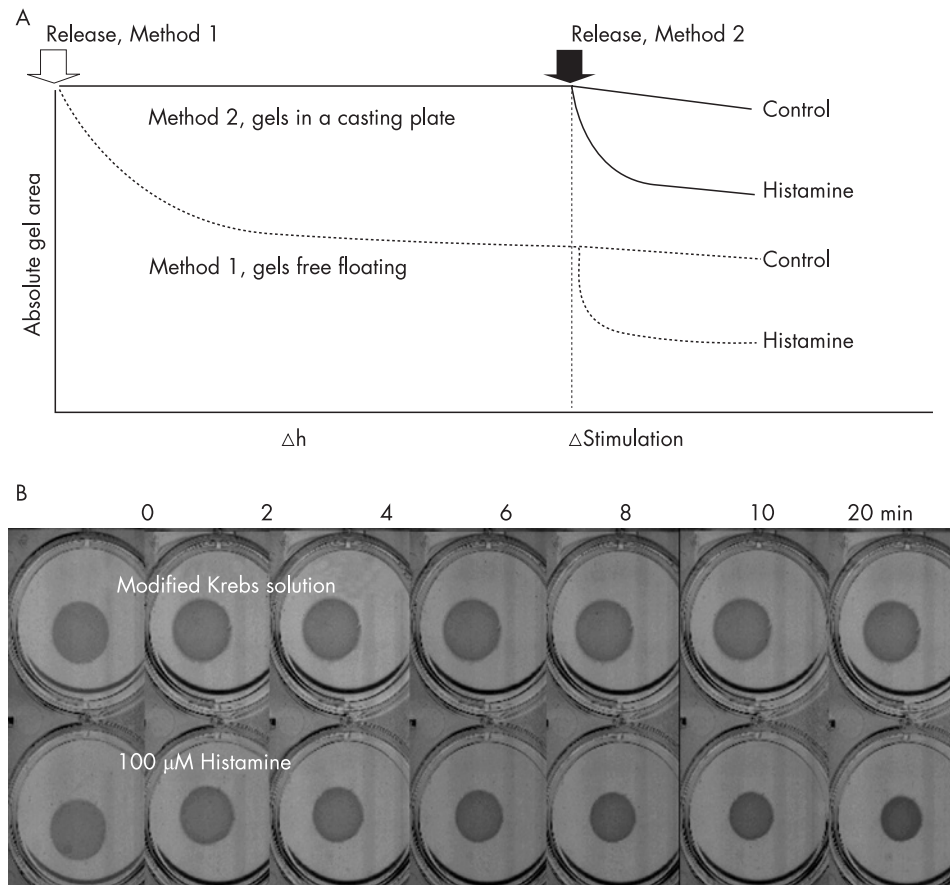 A
Release, Method 1
Release, Method 2
Method 2, gels in a casting plate
Control
Histamine
Absolute gel area
Method 1, gels free floating
Control
Histamine
△h
△Stimulation
B
0 2 4 6 8 10 20 min
Modified Krebs solution
100 μM Histamine